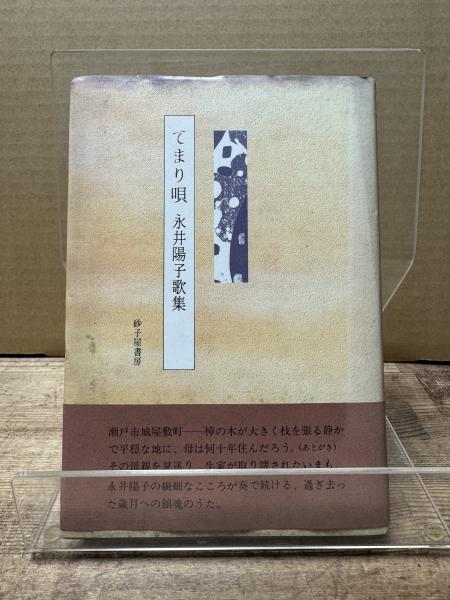 てまり唄 永井陽子歌集
砂子屋書房
瀬戸市城屋敷町――樟の木が大きく枝を張る静か
で平穏な地に、母は何十年住んだろう。(あとがき)
その母親を見送り、生家が取り壊されたいまも、
永井陽子の繊細なこころが奏で続ける、過ぎ去っ
た歳月への鎮魂のうた。